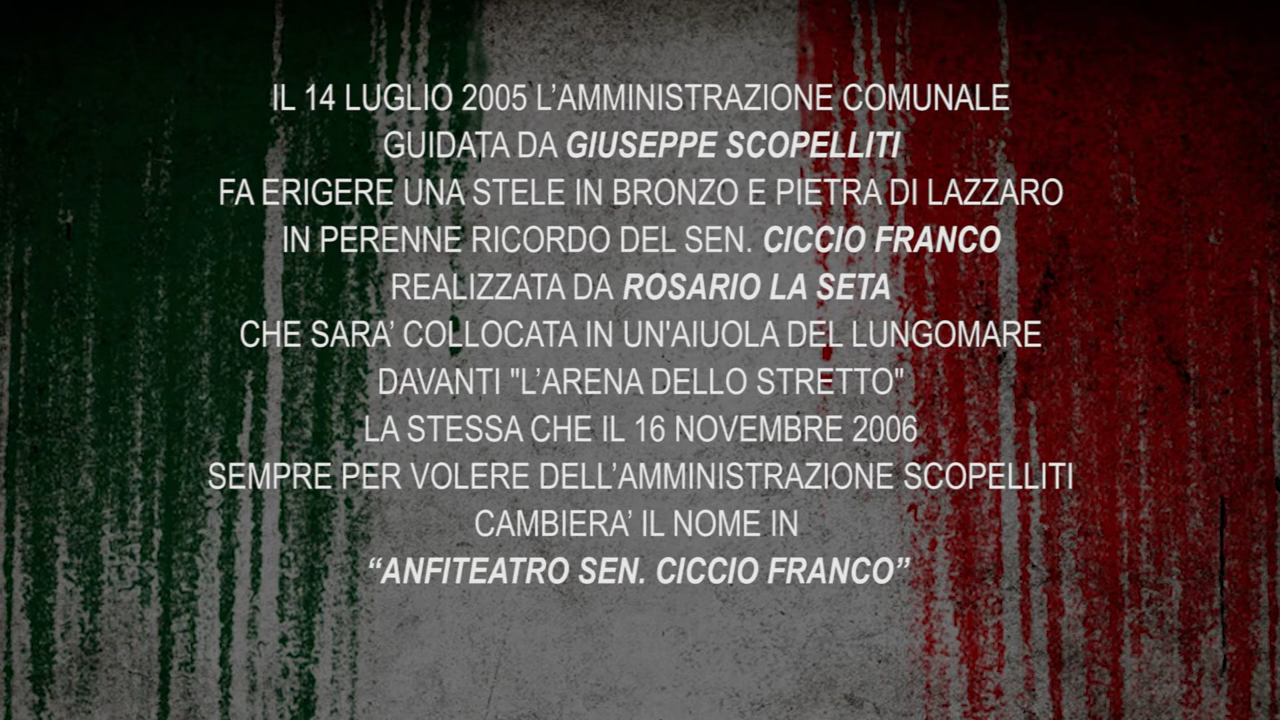 IL 14 LUGLIO 2005 L’AMMINISTRAZIONE COMUNALE
GUIDATA DA GIUSEPPE SCOPELLITI
FA ERIGERE UNA STELE IN BRONZO E PIETRA DI LAZZARO
IN PERENNE RICORDO DEL SEN. CICCIO FRANCO
REALIZZATA DA ROSARIO LA SETA
CHE SARA’ COLLOCATA IN UN'AIUOLA DEL LUNGOMARE
DAVANTI "L’ARENA DELLO STRETTO"
LA STESSA CHE IL 16 NOVEMBRE 2006
SEMPRE PER VOLERE DELL’AMMINISTRAZIONE SCOPELLITI
CAMBIERA’ IL NOME IN
“ANFITEATRO SEN. CICCIO FRANCO”